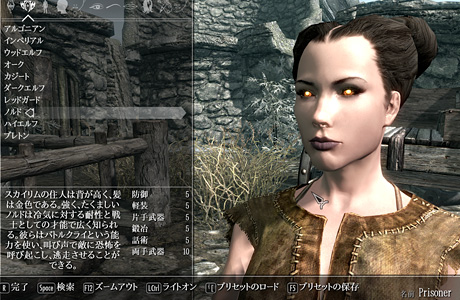 アルゴニアン
インペリアル
ウッドエルフ
オーク
カジート
ダークエルフ
レッドガード
ノルド
ハイエルフ
ブレトン
スカイリムの住人は背が高く、髪
は金色である。強く、たくましい
ノルドは冷気に対する耐性と戦
士としての才能で広く知られ
る。彼らはバトルクライという能
力を使い、叫び声で敵に恐怖を
呼び起こし、逃走させることが
できる。
防御 5
軽装 5
片手武器 5
鍛冶 5
話術 5
両手武器 10
R 完了 Space 検索 F12 ズームアウト LCtrl ライトオン プリセットのロード F5 プリセットの保存
名前 Prisoner